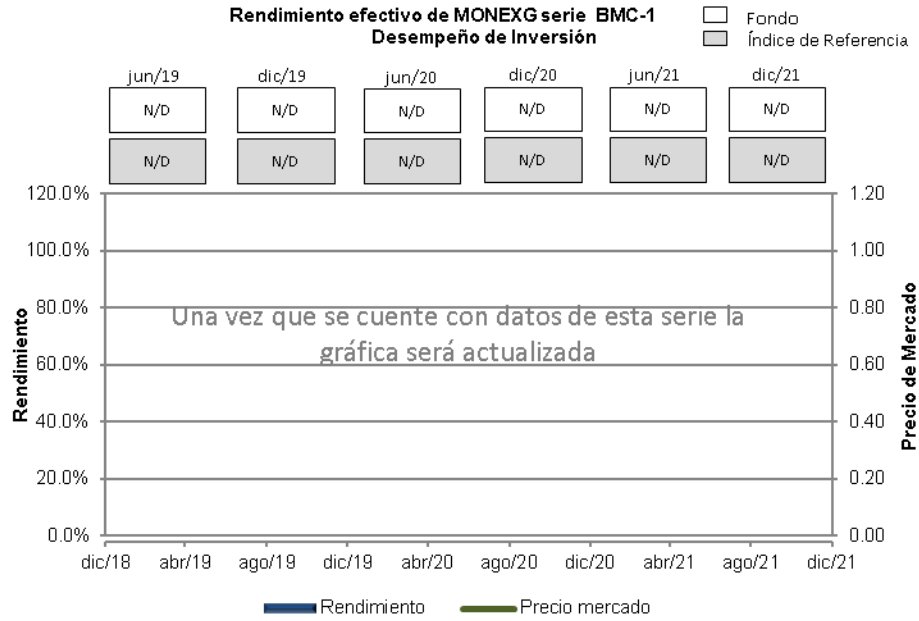 Rendimiento efectivo de MONEXG serie BMC-1
Desempeño de Inversión
Fondo
Índice de Referencia
jun/19 dic/19 jun/20 dic/20 jun/21 dic/21
N/D N/D N/D N/D N/D N/D
N/D N/D N/D N/D N/D N/D
120.0% 1.20
100.0% 1.00
80.0% 0.80
Una vez que se cuente con datos de esta serie la
gráfica será actualizada
60.0% 0.60
40.0% 0.40
20.0% 0.20
0.0% 0.00
Rendimiento
Precio de Mercado
dic/18 abr/19 ago/19 dic/19 abr/20 ago/20 dic/20 abr/21 ago/21 dic/21
Rendimiento Precio mercado